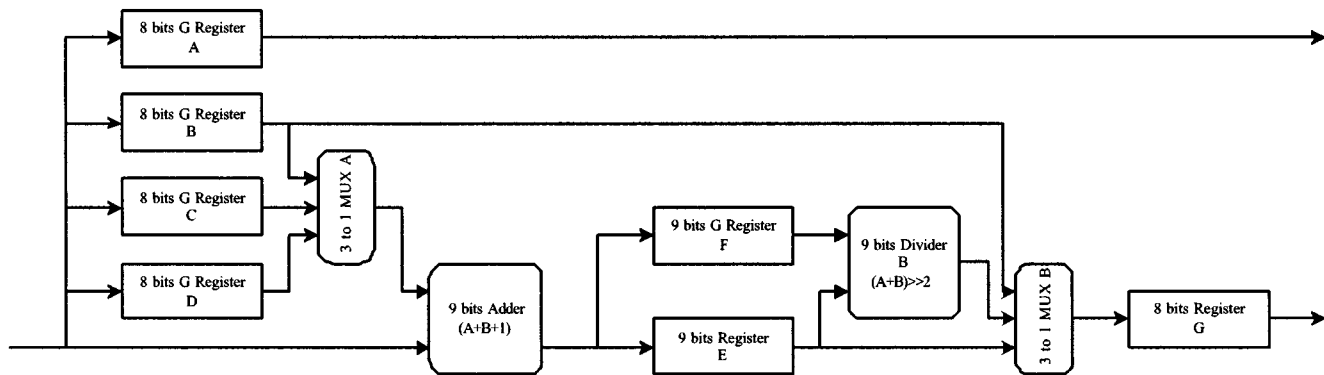 8 bits G Register
A
8 bits G Register
B
8 bits G Register
C
8 bits G Register
D
3 to 1 MUX A
9 bits Adder
(A+B+1)
9 bits G Register
F
9 bits Register
E
9 bits Divider
B
(A+B)>>2
3 to 1 MUX B
8 bits Register
G